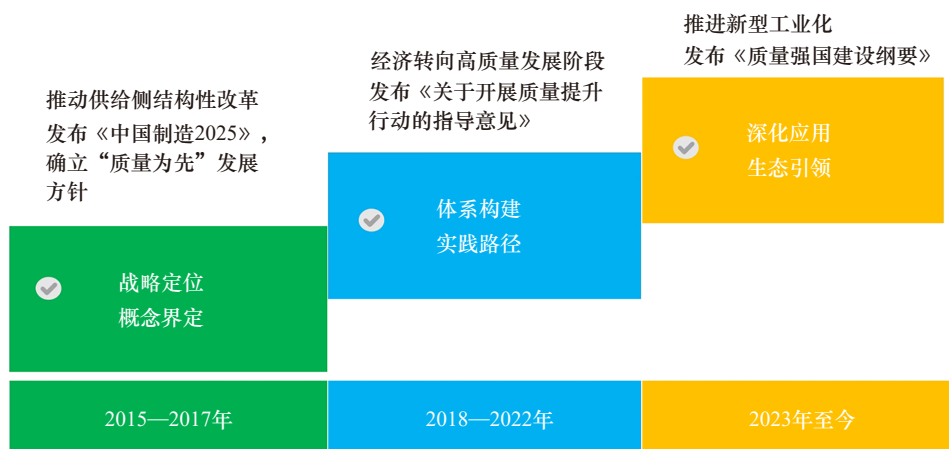 推动供给侧结构性改革
发布《中国制造2025》，
确立“质量为先”发展
方针
战略定位
概念界定
2015—2017年
经济转向高质量发展阶段
发布《关于开展质量提升
行动的指导意见》
体系构建
实践路径
2018—2022年
推进新型工业化
发布《质量强国建设纲要》
深化应用
生态引领
2023年至今